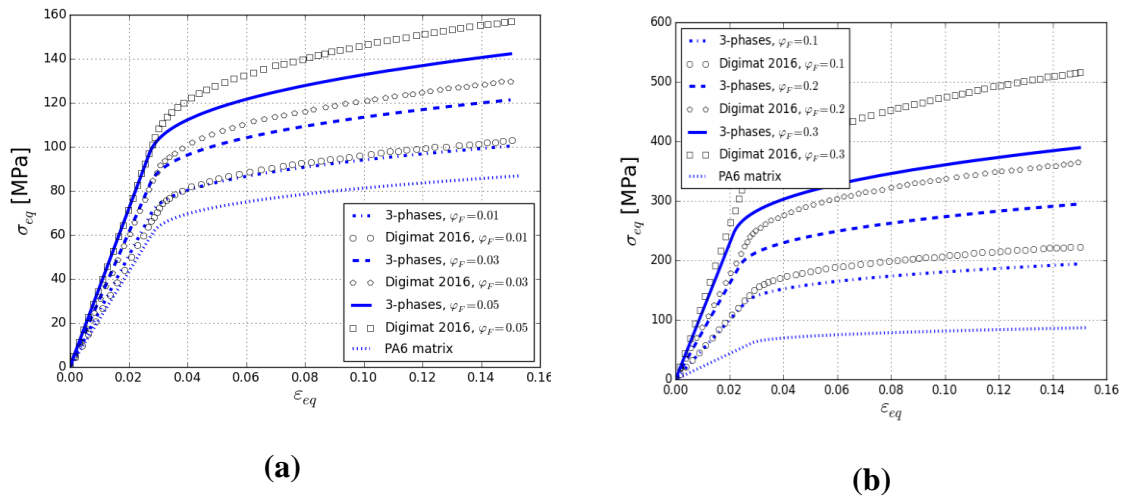 160
140
120
100
80
60
40
20
0
σeq [MPa]
0.00 0.02 0.04 0.06 0.08 0.10 0.12 0.14 0.16
εeq
3-phases, φF=0.01
Digimat 2016, φF=0.01
3-phases, φF=0.03
Digimat 2016, φF=0.03
3-phases, φF=0.05
Digimat 2016, φF=0.05
PA6 matrix
(a)
600
500
400
300
200
100
0
σeq [MPa]
0.00 0.02 0.04 0.06 0.08 0.10 0.12 0.14 0.16
εeq
3-phases, φF=0.1
Digimat 2016, φF=0.1
3-phases, φF=0.2
Digimat 2016, φF=0.2
3-phases, φF=0.3
Digimat 2016, φF=0.3
PA6 matrix
(b)